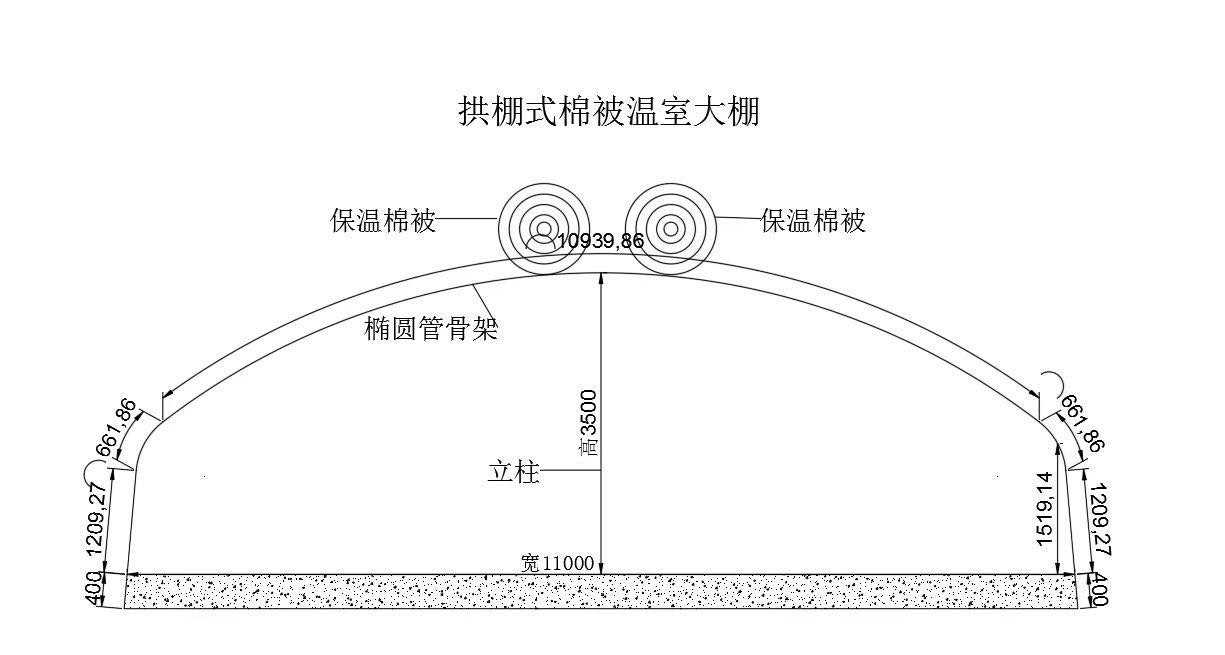 拱棚式棉被温室大棚
保温棉被
保温棉被
10939,86
椭圆管骨架
661,86
661,86
高3500
立柱
1209,27
1519,14
1209,27
宽11000
400
400